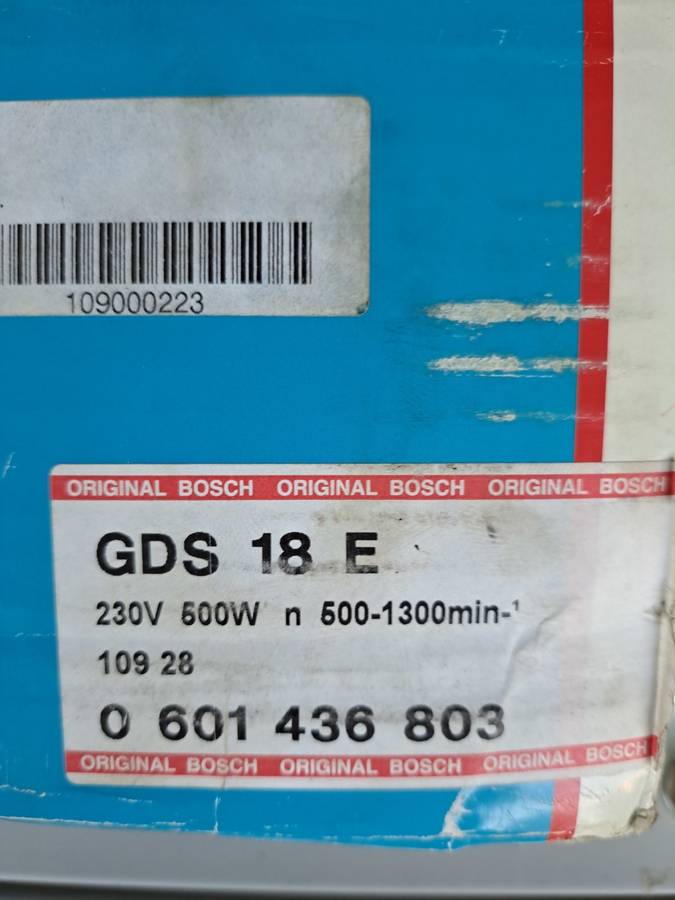 109000223
ORIGINAL BOSCH ORIGINAL BOSCH ORIGINAL BOSCH
GDS 18 E
230V 500W n 500-1300min-¹
109 28
0 601 436 803
ORIGINAL BOSCH ORIGINAL BOSCH ORIGINAL BOSCH